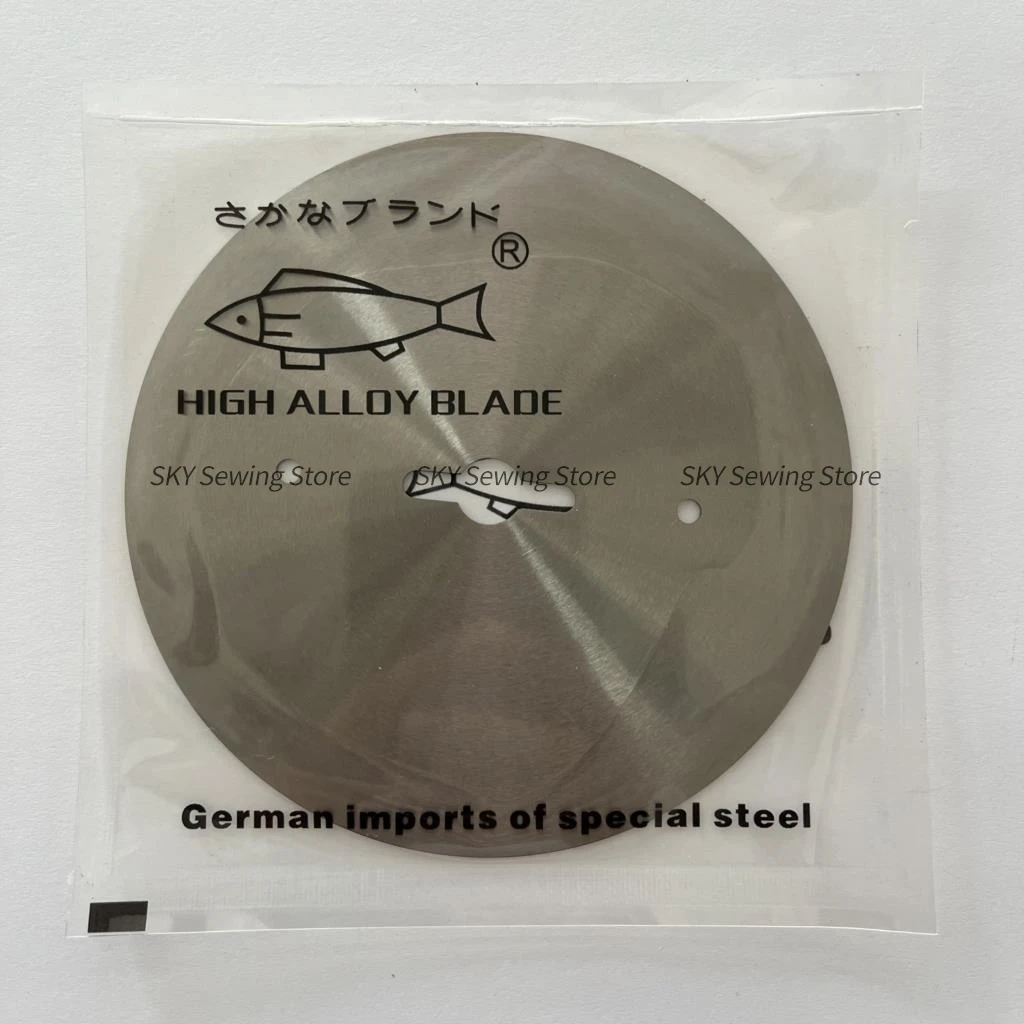 さかなブランド
®
HIGH ALLOY BLADE
SKY Sewing Store SKY Sewing Store SKY Sewing Store
German imports of special steel